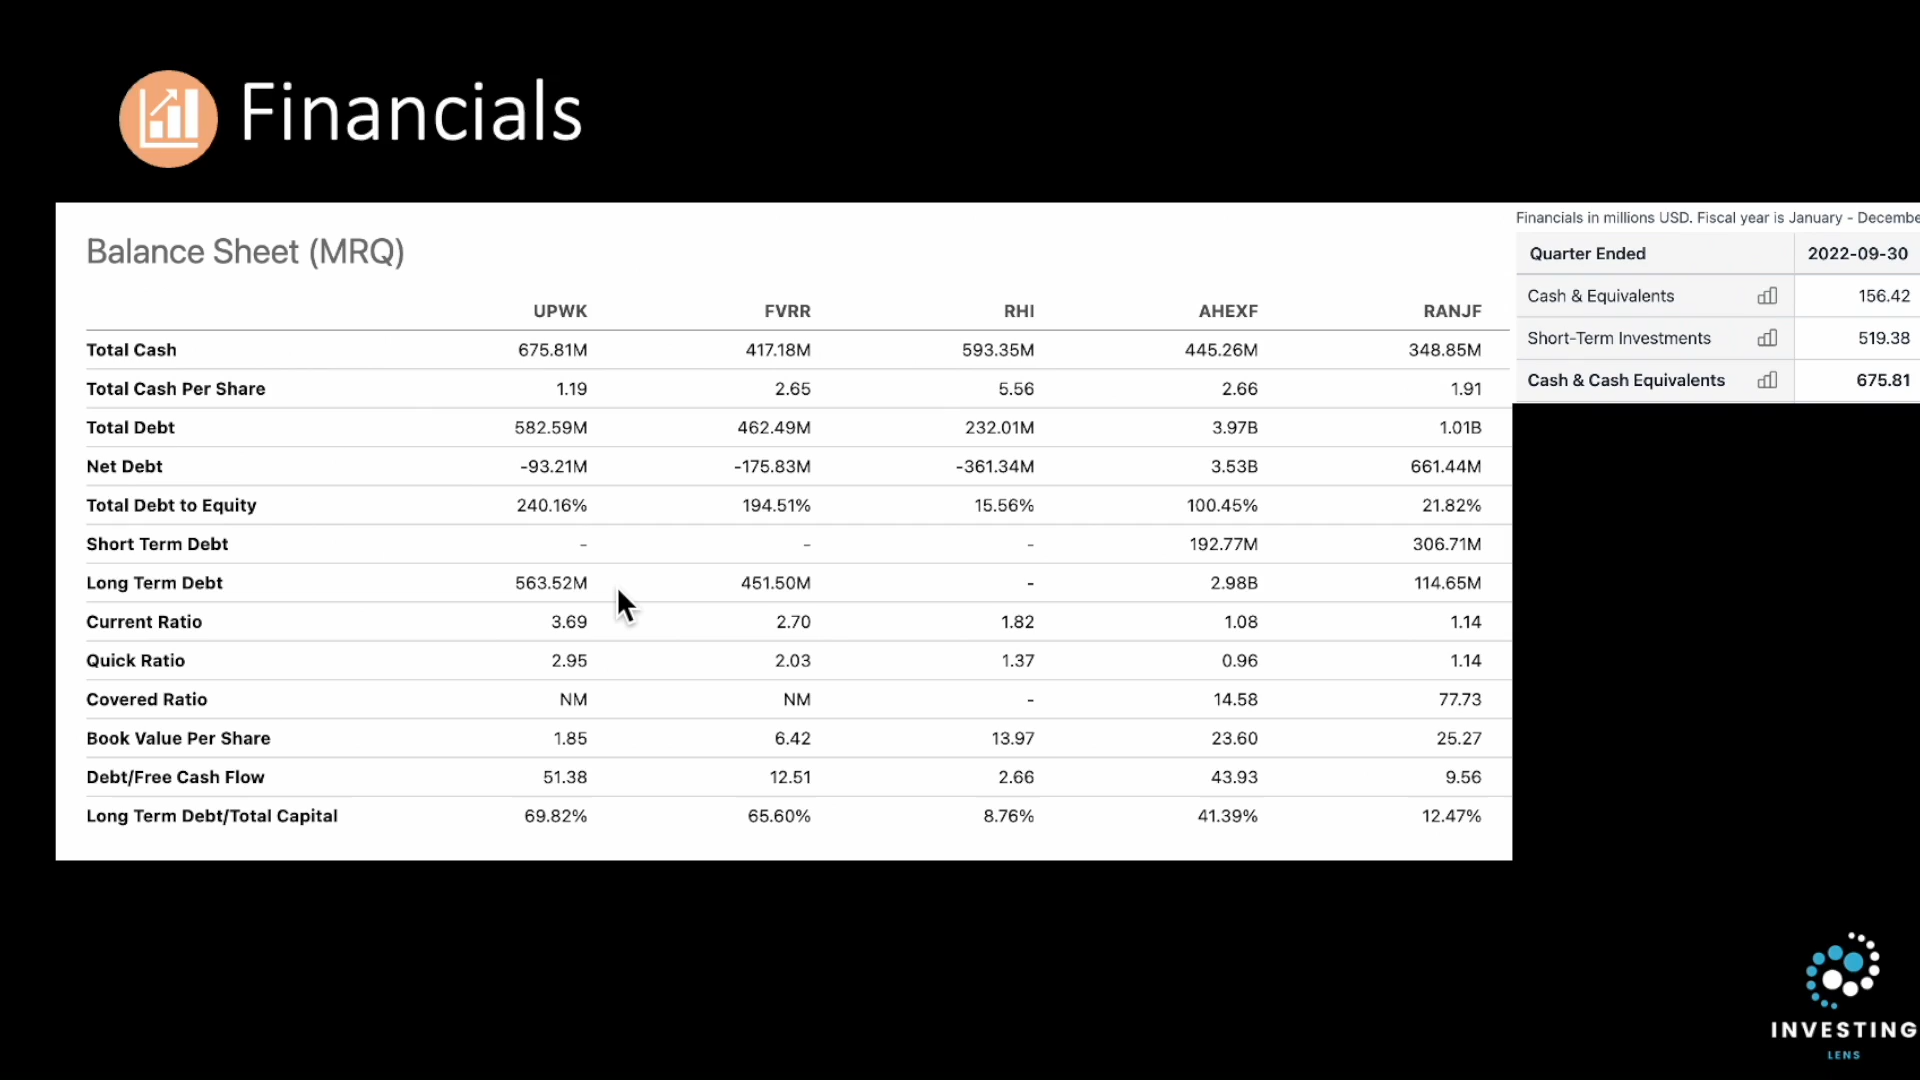 Financials
Balance Sheet (MRQ)
UPWK FVRR RHI AHEXF RANJF
Total Cash 675.81M 417.18M 593.35M 445.26M 348.85M
Total Cash Per Share 1.19 2.65 5.56 2.66 1.91
Total Debt 582.59M 462.49M 232.01M 3.97B 1.01B
Net Debt -93.21M -175.83M -361.34M 3.53B 661.44M
Total Debt to Equity 240.16% 194.51% 15.56% 100.45% 21.82%
Short Term Debt - - - 192.77M 306.71M
Long Term Debt 563.52M 451.50M - 2.98B 114.65M
Current Ratio 3.69 2.70 1.82 1.08 1.14
Quick Ratio 2.95 2.03 1.37 0.96 1.14
Covered Ratio NM NM - 14.58 77.73
Book Value Per Share 1.85 6.42 13.97 23.60 25.27
Debt/Free Cash Flow 51.38 12.51 2.66 43.93 9.56
Long Term Debt/Total Capital 69.82% 65.60% 8.76% 41.39% 12.47%
Financials in millions USD. Fiscal year is January - Decembe
Quarter Ended 2022-09-30
Cash & Equivalents 156.42
Short-Term Investments 519.38
Cash & Cash Equivalents 675.81
INVESTING
LENS